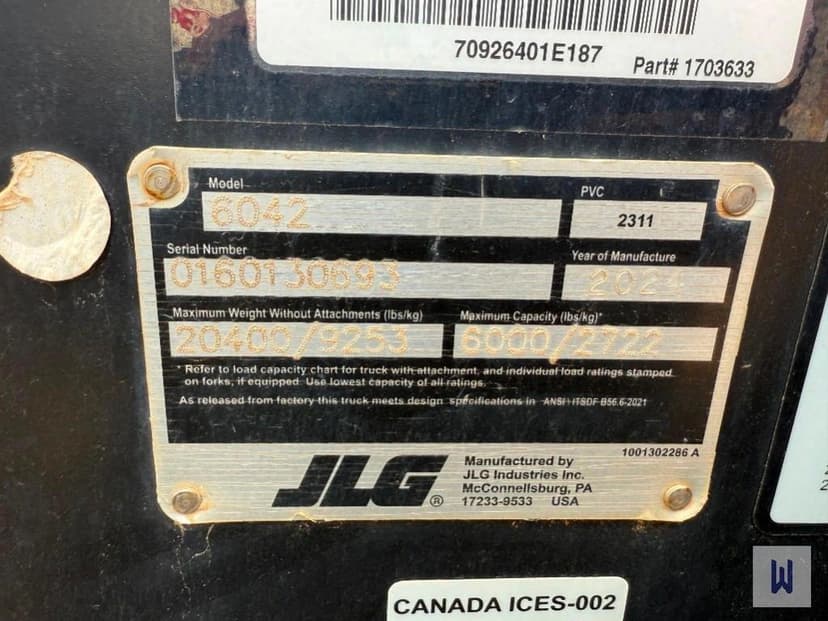 70926401E187
Part# 1703633
Model
6042
PVC
2311
Serial Number
0160130693
Year of Manufacture
2024
Maximum Weight Without Attachments (lbs/kg)
20400/9253
Maximum Capacity (lbs/kg)*
6000/2722
* Refer to load capacity chart for truck with attachment, and individual load ratings stamped
on forks, if equipped. Use lowest capacity of all ratings.
As released from factory this truck meets design specifications in ANSI \ ITSDF B56.6-2021
1001302286 A
JLG®
Manufactured by
JLG Industries Inc.
McConnellsburg, PA
17233-9533 USA
CANADA ICES-002
W